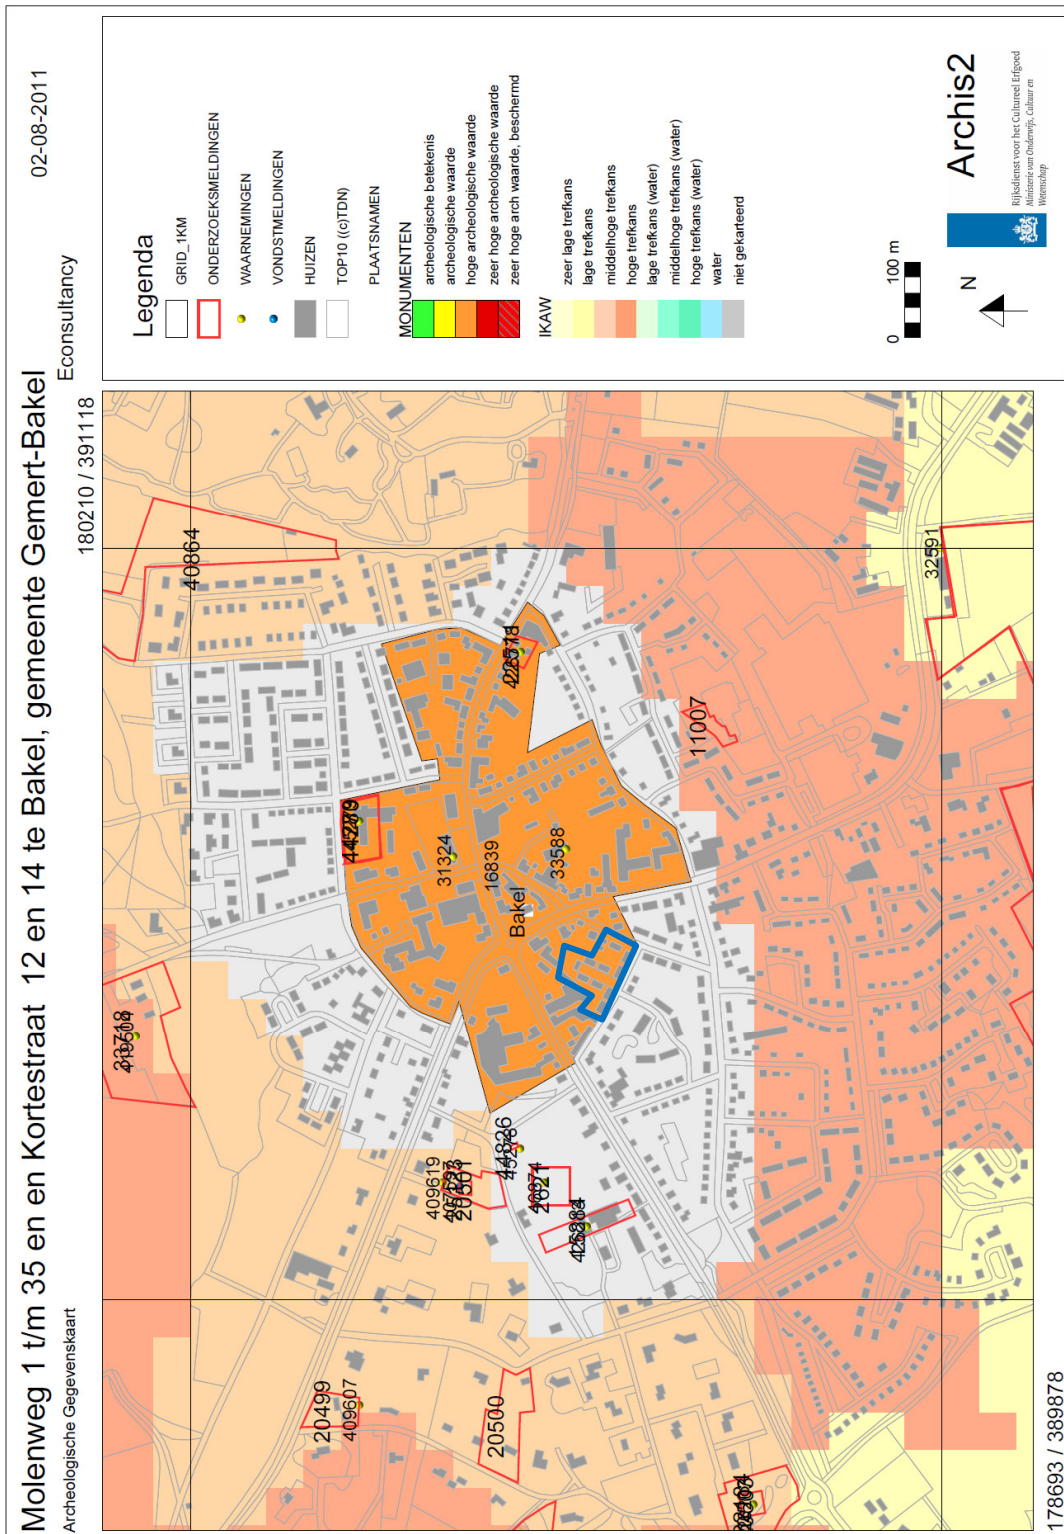 Molenweg 1 t/m 35 en en Kortestraat 12 en 14 te Bakel, gemeente Gemert-Bakel
02-08-2011
Archeologische Gegevenskaart
Econsultancy
180210 / 391118
178693 / 389878
Legenda
GRID_1KM
ONDERZOEKSMELDINGEN
WAARNEMINGEN
VONDSTMELDINGEN
HUIZEN
TOP10 ((c)TDN)
PLAATSNAMEN
MONUMENTEN
archeologische betekenis
archeologische waarde
hoge archeologische waarde
zeer hoge archeologische waarde
zeer hoge arch waarde, beschermd
IKAW
zeer lage trefkans
lage trefkans
middelhoge trefkans
hoge trefkans
lage trefkans (water)
middelhoge trefkans (water)
hoge trefkans (water)
water
niet gekarteerd
0
100 m
N
Archis2
Rijksdienst voor het Cultureel Erfgoed
Ministerie van Onderwijs, Cultuur en
Wetenschap
40864
32591
11007
31324
16839
33588
Bakel
44826
409619
20501
20499
409607
20500